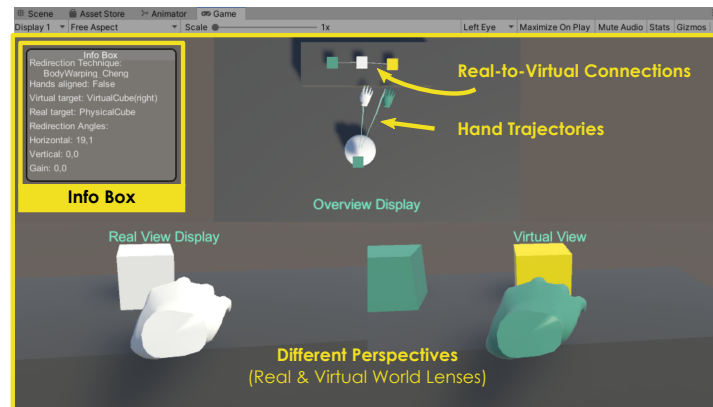 Scene Asset Store Animator Game
Display 1 Free Aspect Scale 1x Left Eye Maximize On Play Mute Audio Stats Gizmos
Info Box
Redirection Technique:
BodyWarping_Cheng
Hands aligned: False
Virtual target: VirtualCube(right)
Real target: PhysicalCube
Redirection Angles:
Horizontal: 19,1
Vertical: 0,0
Gain: 0,0
Info Box
Real-to-Virtual Connections
Hand Trajectories
Overview Display
Real View Display
Virtual View
Different Perspectives
(Real & Virtual World Lenses)